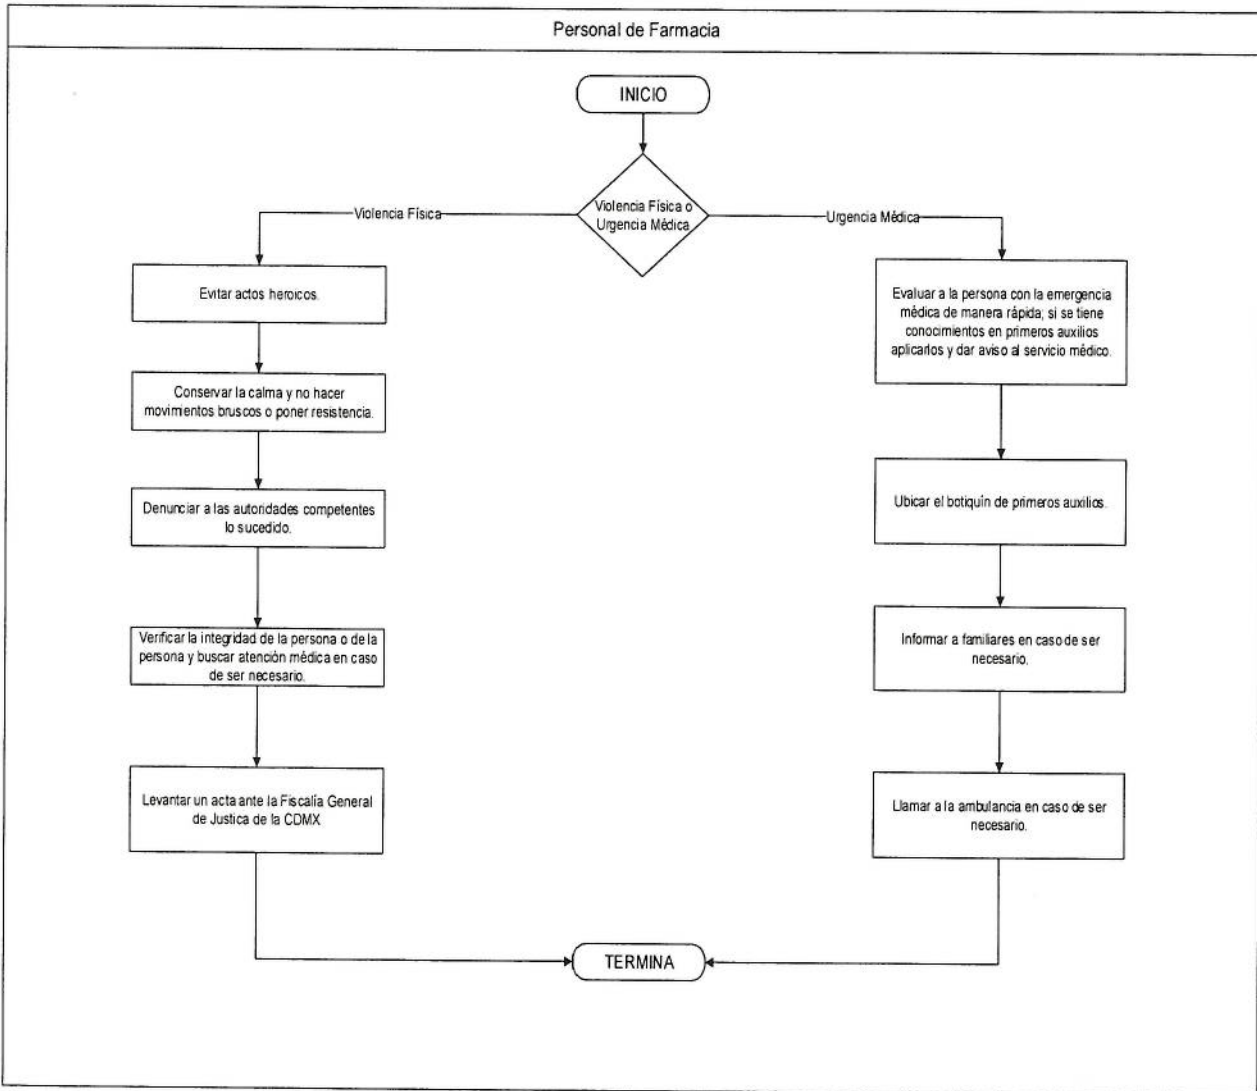 Personal de Farmacia
INICIO
Violencia Física o
Urgencia Médica
Violencia Física
Evitar actos heroicos.
Conservar la calma y no hacer
movimientos bruscos o poner resistencia.
Denunciar a las autoridades competentes
lo sucedido.
Verificar la integridad de la persona o de la
persona y buscar atención médica en caso
de ser necesario.
Levantar un acta ante la Fiscalía General
de Justica de la CDMX
Urgencia Médica
Evaluar a la persona con la emergencia
médica de manera rápida; si se tiene
conocimientos en primeros auxilios
aplicarlos y dar aviso al servicio médico.
Ubicar el botiquín de primeros auxilios.
Informar a familiares en caso de ser
necesario.
Llamar a la ambulancia en caso de ser
necesario.
TERMINA